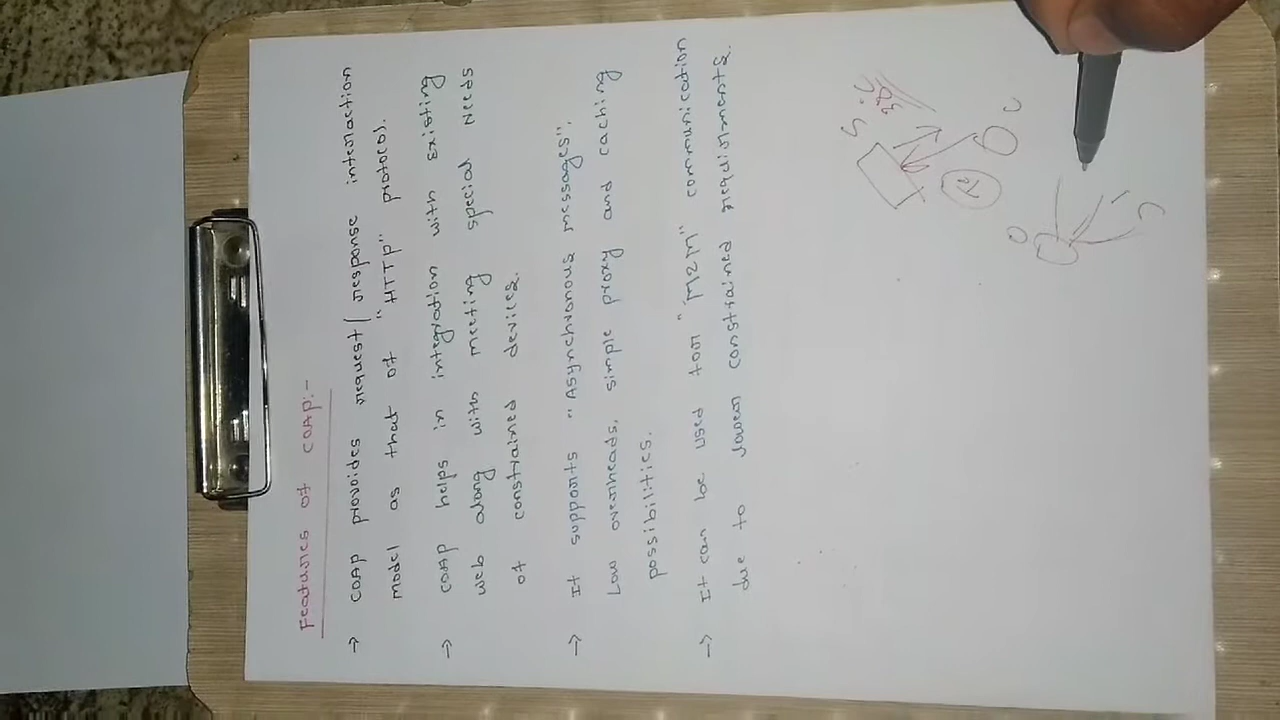 Features of COAP:-
→ COAP provoides request/response interaction
model as that of "HTTP" protocol.
→ COAP helps in integration with existing
web along with meeting special needs
of constrained devices.
→ It supports "Asynchronous messages".
Low overheads, simple proxy and caching
possibilities.
→ It can be used for "M2M" communication
due to lower constrained requirments.
S
C